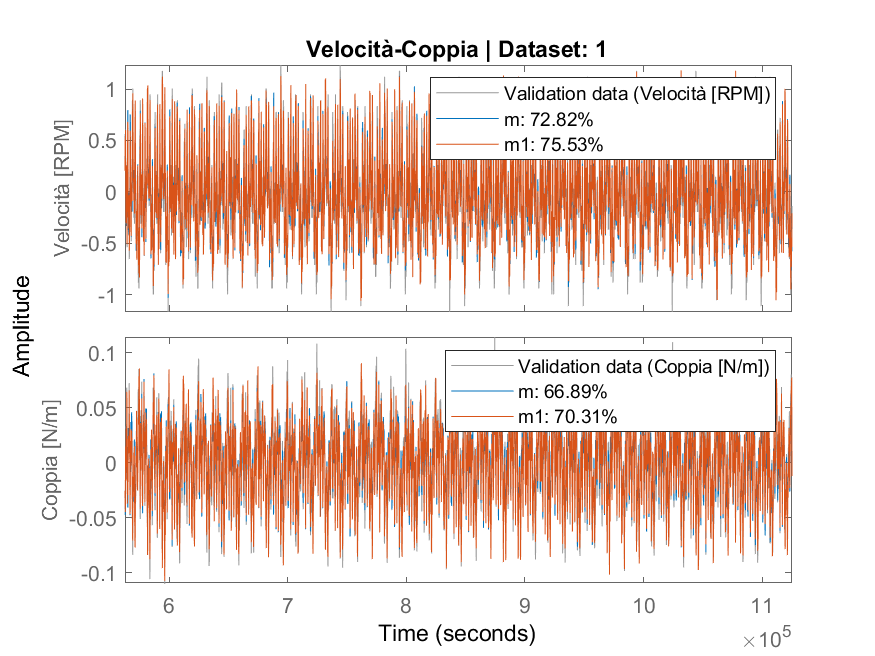 Velocità-Coppia | Dataset: 1
Amplitude
Velocità [RPM]
1
0.5
0
-0.5
-1
Validation data (Velocità [RPM])
m: 72.82%
m1: 75.53%
Coppia [N/m]
0.1
0.05
0
-0.05
-0.1
Validation data (Coppia [N/m])
m: 66.89%
m1: 70.31%
6 7 8 9 10 11
Time (seconds)
×10⁵